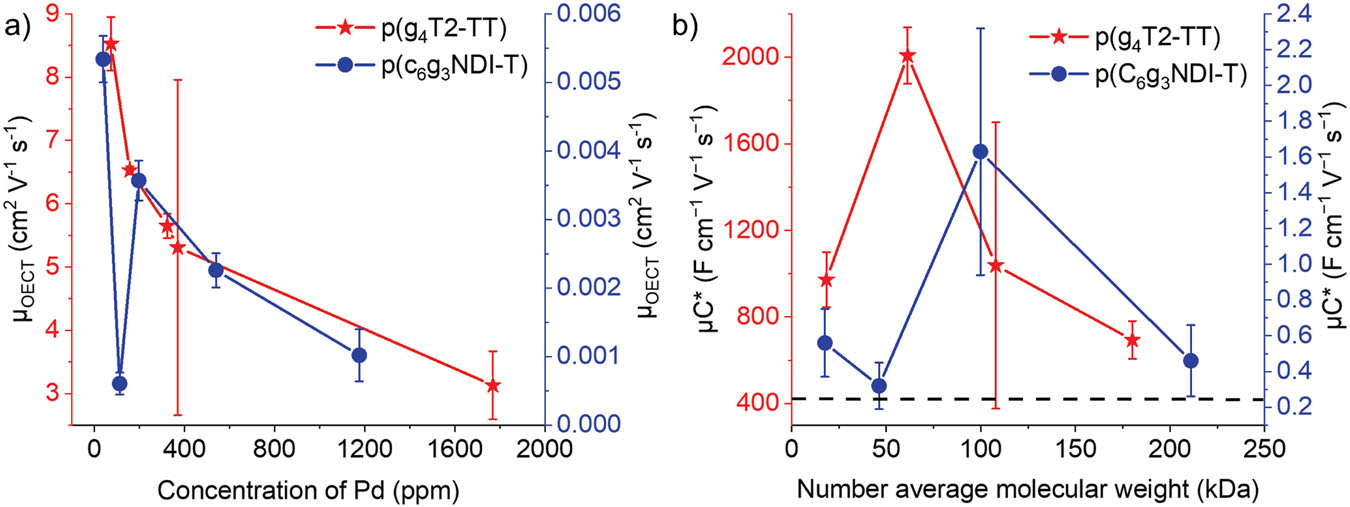 a)
p(g₄T2-TT)
p(c₆g₃NDI-T)
9
8
7
6
5
4
3
μOECT (cm² V⁻¹ s⁻¹)
0.006
0.005
0.004
0.003
0.002
0.001
0.000
μOECT (cm² V⁻¹ s⁻¹)
0 400 800 1200 1600 2000
Concentration of Pd (ppm)
b)
p(g₄T2-TT)
p(C₆g₃NDI-T)
2000
1600
1200
800
400
μC* (F cm⁻¹ V⁻¹ s⁻¹)
2.4
2.2
2.0
1.8
1.6
1.4
1.2
1.0
0.8
0.6
0.4
0.2
μC* (F cm⁻¹ V⁻¹ s⁻¹)
0 50 100 150 200 250
Number average molecular weight (kDa)